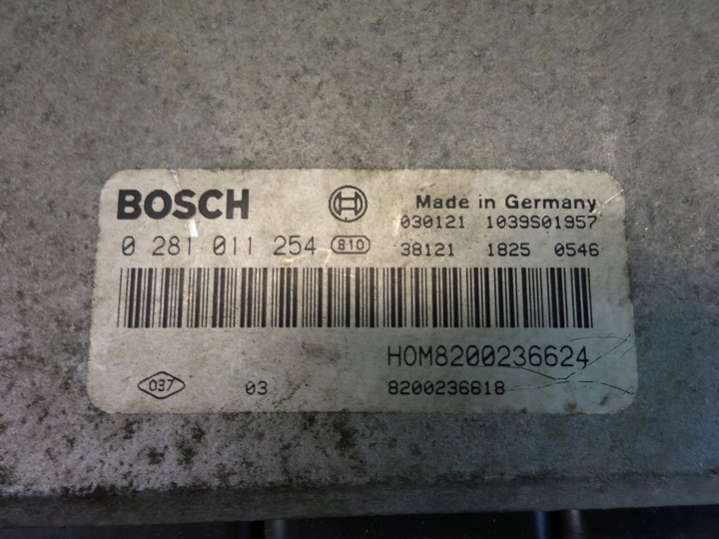 BOSCH
Made in Germany
030121 1039S01957
0 281 011 254 810
38121 1825 0546
HOM8200236624
037 03 8200236618